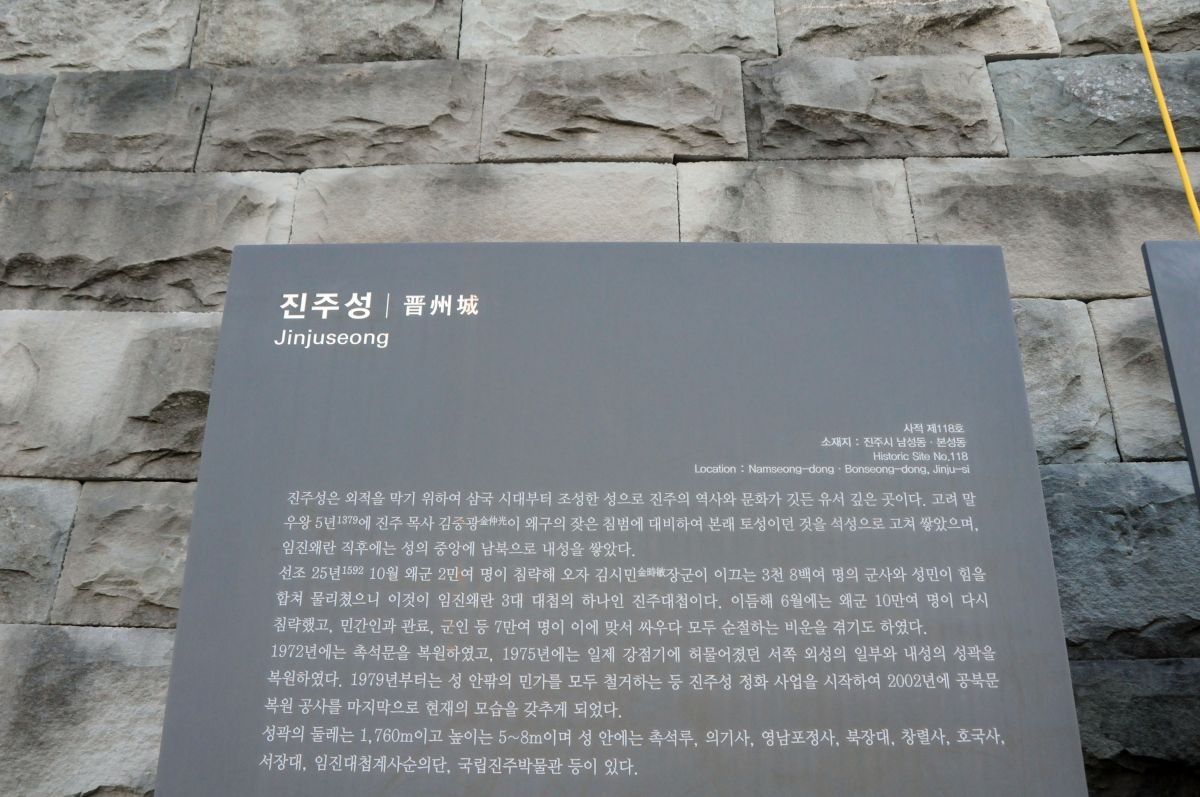 진주성 | 晋州城
Jinjuseong
사적 제118호
소재지 : 진주시 남성동 · 본성동
Historic Site No.118
Location : Namseong-dong · Bonseong-dong, Jinju-si
진주성은 외적을 막기 위하여 삼국 시대부터 조성한 성으로 진주의 역사와 문화가 깃든 유서 깊은 곳이다. 고려 말
우왕 5년1379에 진주 목사 김중광金仲光이 왜구의 잦은 침범에 대비하여 본래 토성이던 것을 석성으로 고쳐 쌓았으며,
임진왜란 직후에는 성의 중앙에 남북으로 내성을 쌓았다.
선조 25년1592 10월 왜군 2만여 명이 침략해 오자 김시민金時敏장군이 이끄는 3천 8백여 명의 군사와 성민이 힘을
합쳐 물리쳤으니 이것이 임진왜란 3대 대첩의 하나인 진주대첩이다. 이듬해 6월에는 왜군 10만여 명이 다시
침략했고, 민간인과 관료, 군인 등 7만여 명이 이에 맞서 싸우다 모두 순절하는 비운을 겪기도 하였다.
1972년에는 촉석문을 복원하였고, 1975년에는 일제 강점기에 허물어졌던 서쪽 외성의 일부와 내성의 성곽을
복원하였다. 1979년부터는 성 안팎의 민가를 모두 철거하는 등 진주성 정화 사업을 시작하여 2002년에 공북문
복원 공사를 마지막으로 현재의 모습을 갖추게 되었다.
성곽의 둘레는 1,760m이고 높이는 5~8m이며 성 안에는 촉석루, 의기사, 영남포정사, 북장대, 창렬사, 호국사,
서장대, 임진대첩계사순의단, 국립진주박물관 등이 있다.